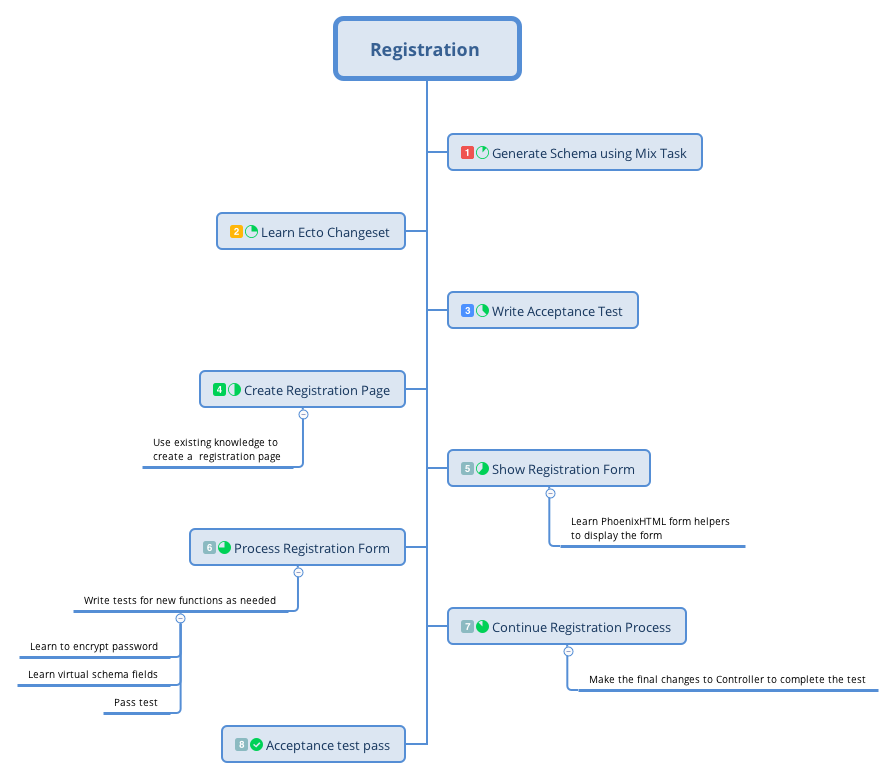 Registration
1 Generate Schema using Mix Task
2 Learn Ecto Changeset
3 Write Acceptance Test
4 Create Registration Page
Use existing knowledge to
create a  registration page
5 Show Registration Form
Learn PhoenixHTML form helpers
to display the form
6 Process Registration Form
Write tests for new functions as needed
Learn to encrypt password
Learn virtual schema fields
Pass test
7 Continue Registration Process
Make the final changes to Controller to complete the test
8 Acceptance test pass